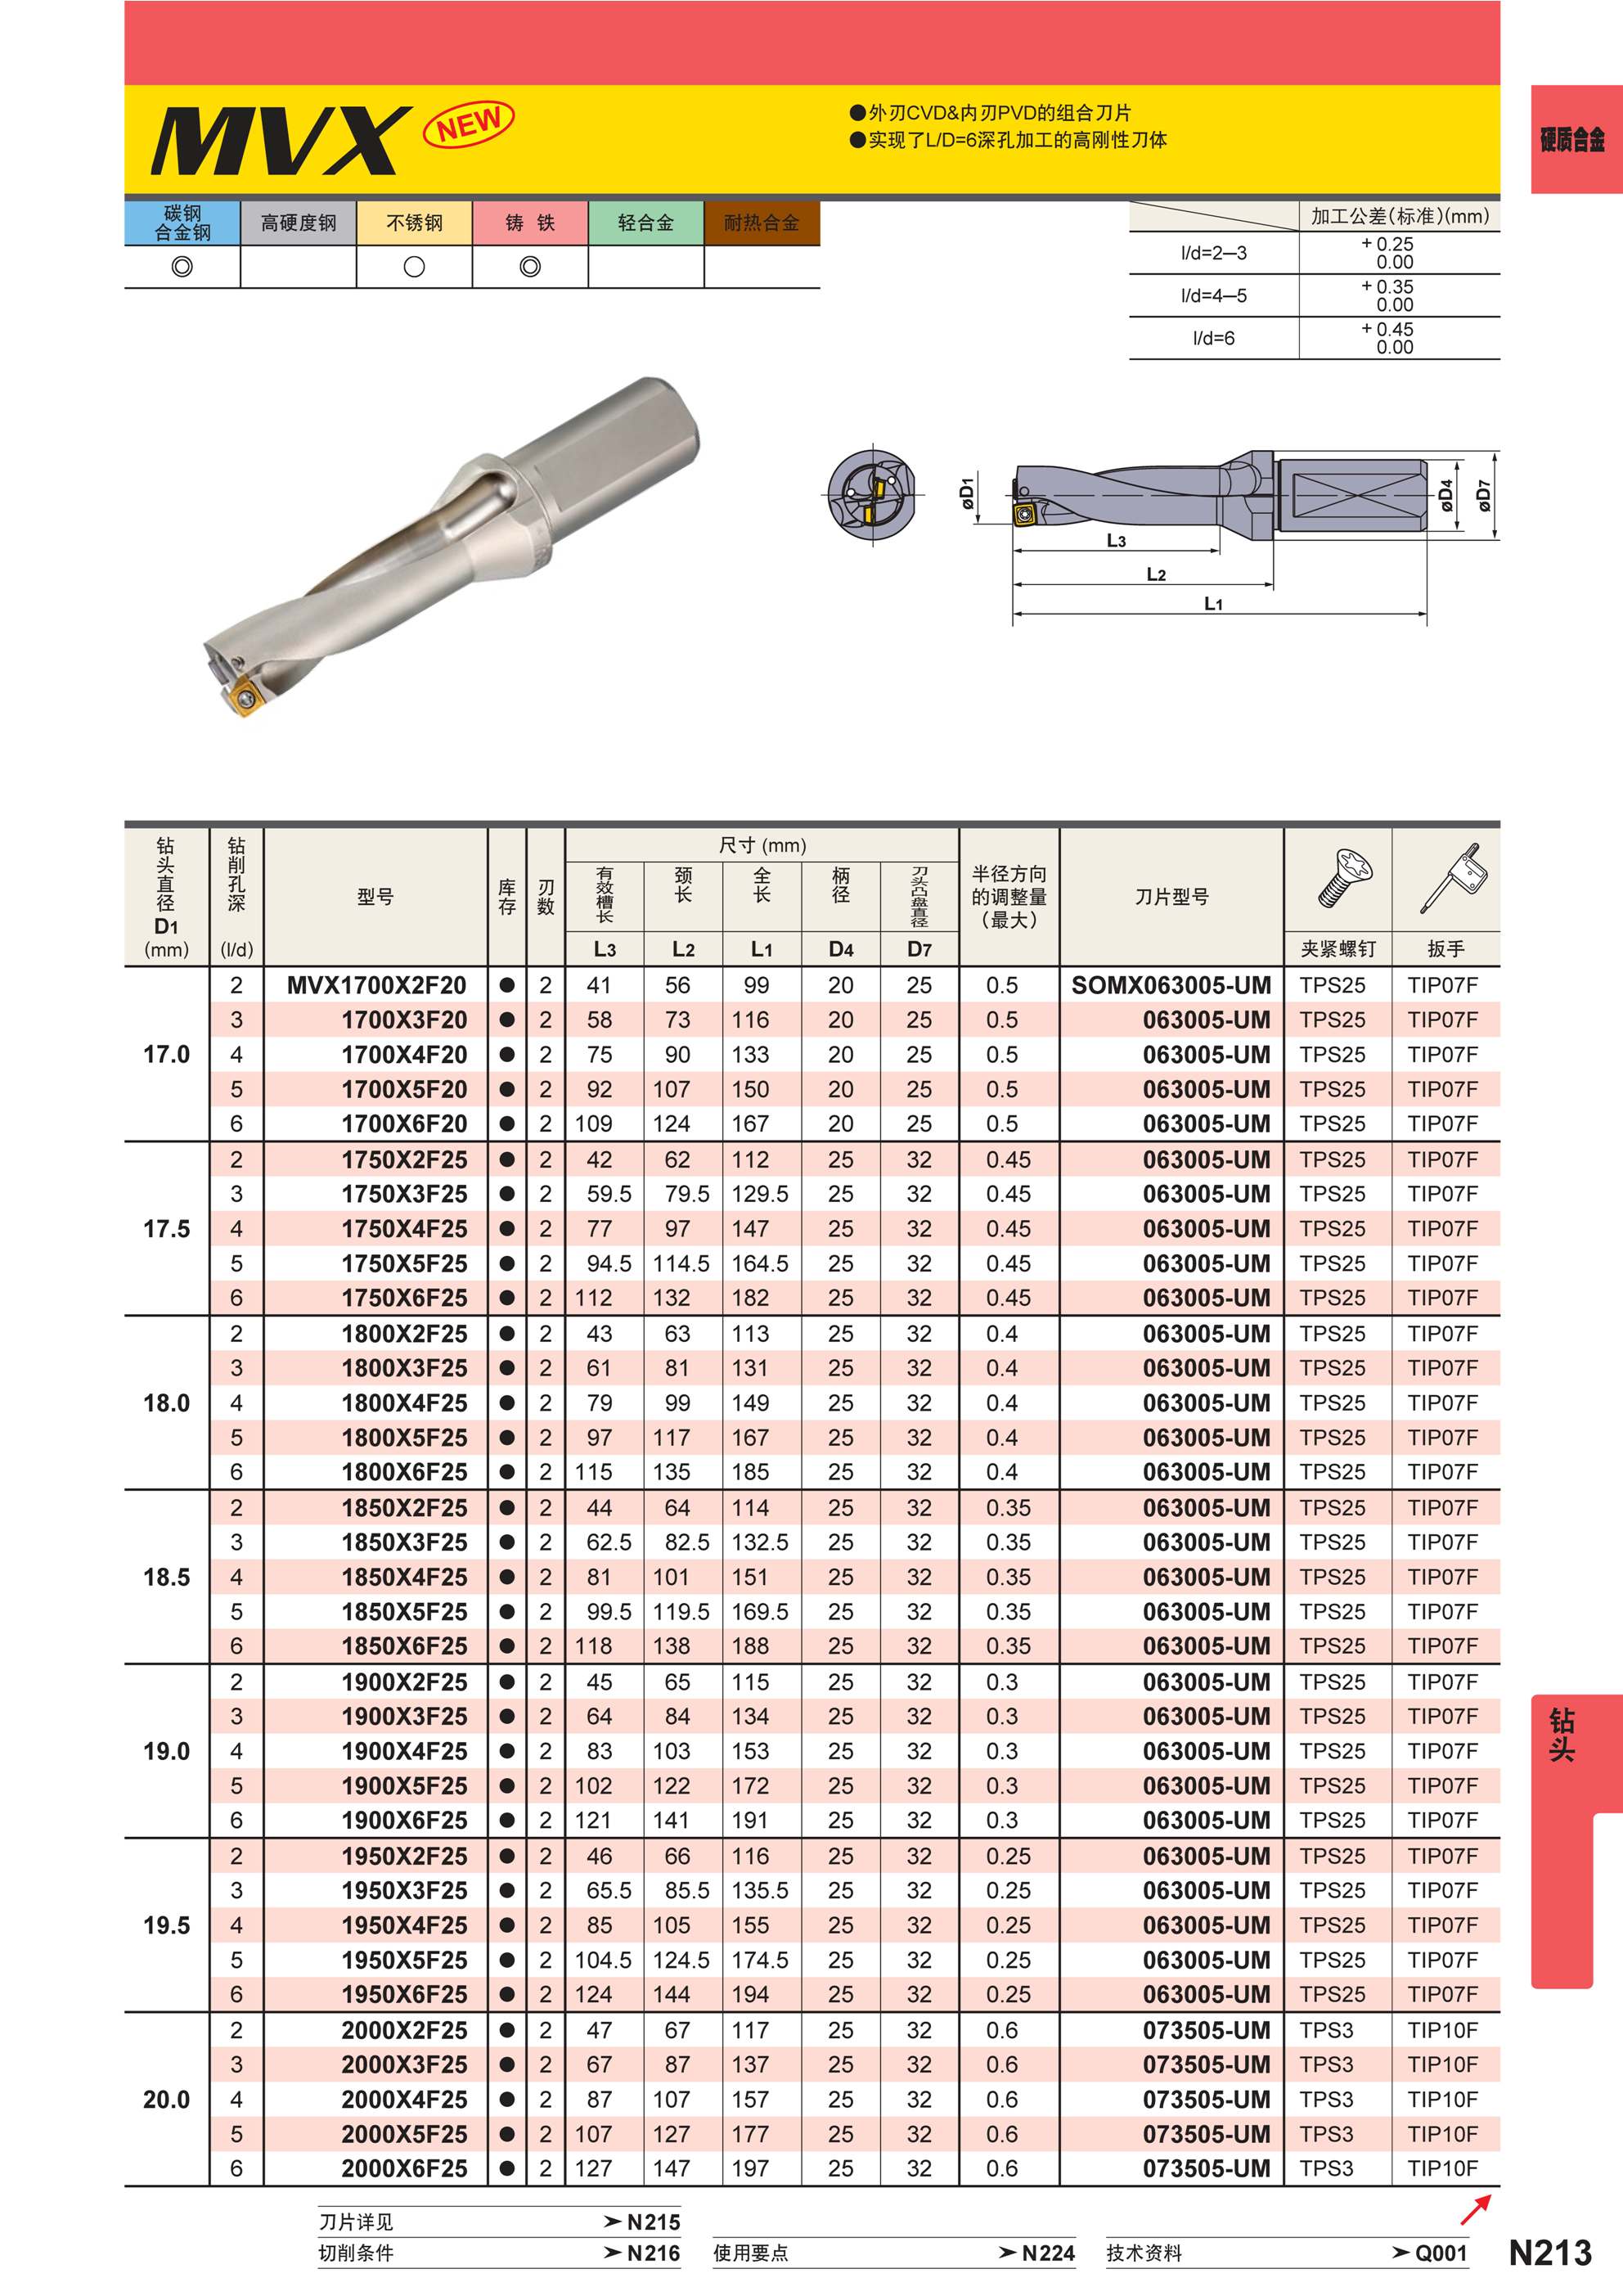 MVX NEW
●外刃CVD&内刃PVD的组合刀片
●实现了L/D=6深孔加工的高刚性刀体
硬质合金
碳钢
合金钢
高硬度钢
不锈钢
铸 铁
轻合金
耐热合金
◎ ○ ◎
加工公差(标准)(mm)
l/d=2—3 +0.25 0.00
l/d=4—5 +0.35 0.00
l/d=6 +0.45 0.00
øD1
øD4
øD7
L3
L2
L1
钻头直径 D1 (mm)
钻削孔深 (l/d)
型号
库存
刃数
尺寸 (mm)
有效槽长 L3
颈长 L2
全长 L1
柄径 D4
刀头凸盘直径 D7
半径方向
的调整量
(最大)
刀片型号
夹紧螺钉
扳手
17.0
2 MVX1700X2F20 ● 2 41 56 99 20 25 0.5 SOMX063005-UM TPS25 TIP07F
3 1700X3F20 ● 2 58 73 116 20 25 0.5 063005-UM TPS25 TIP07F
4 1700X4F20 ● 2 75 90 133 20 25 0.5 063005-UM TPS25 TIP07F
5 1700X5F20 ● 2 92 107 150 20 25 0.5 063005-UM TPS25 TIP07F
6 1700X6F20 ● 2 109 124 167 20 25 0.5 063005-UM TPS25 TIP07F
17.5
2 1750X2F25 ● 2 42 62 112 25 32 0.45 063005-UM TPS25 TIP07F
3 1750X3F25 ● 2 59.5 79.5 129.5 25 32 0.45 063005-UM TPS25 TIP07F
4 1750X4F25 ● 2 77 97 147 25 32 0.45 063005-UM TPS25 TIP07F
5 1750X5F25 ● 2 94.5 114.5 164.5 25 32 0.45 063005-UM TPS25 TIP07F
6 1750X6F25 ● 2 112 132 182 25 32 0.45 063005-UM TPS25 TIP07F
18.0
2 1800X2F25 ● 2 43 63 113 25 32 0.4 063005-UM TPS25 TIP07F
3 1800X3F25 ● 2 61 81 131 25 32 0.4 063005-UM TPS25 TIP07F
4 1800X4F25 ● 2 79 99 149 25 32 0.4 063005-UM TPS25 TIP07F
5 1800X5F25 ● 2 97 117 167 25 32 0.4 063005-UM TPS25 TIP07F
6 1800X6F25 ● 2 115 135 185 25 32 0.4 063005-UM TPS25 TIP07F
18.5
2 1850X2F25 ● 2 44 64 114 25 32 0.35 063005-UM TPS25 TIP07F
3 1850X3F25 ● 2 62.5 82.5 132.5 25 32 0.35 063005-UM TPS25 TIP07F
4 1850X4F25 ● 2 81 101 151 25 32 0.35 063005-UM TPS25 TIP07F
5 1850X5F25 ● 2 99.5 119.5 169.5 25 32 0.35 063005-UM TPS25 TIP07F
6 1850X6F25 ● 2 118 138 188 25 32 0.35 063005-UM TPS25 TIP07F
19.0
2 1900X2F25 ● 2 45 65 115 25 32 0.3 063005-UM TPS25 TIP07F
3 1900X3F25 ● 2 64 84 134 25 32 0.3 063005-UM TPS25 TIP07F
4 1900X4F25 ● 2 83 103 153 25 32 0.3 063005-UM TPS25 TIP07F
5 1900X5F25 ● 2 102 122 172 25 32 0.3 063005-UM TPS25 TIP07F
6 1900X6F25 ● 2 121 141 191 25 32 0.3 063005-UM TPS25 TIP07F
19.5
2 1950X2F25 ● 2 46 66 116 25 32 0.25 063005-UM TPS25 TIP07F
3 1950X3F25 ● 2 65.5 85.5 135.5 25 32 0.25 063005-UM TPS25 TIP07F
4 1950X4F25 ● 2 85 105 155 25 32 0.25 063005-UM TPS25 TIP07F
5 1950X5F25 ● 2 104.5 124.5 174.5 25 32 0.25 063005-UM TPS25 TIP07F
6 1950X6F25 ● 2 124 144 194 25 32 0.25 063005-UM TPS25 TIP07F
20.0
2 2000X2F25 ● 2 47 67 117 25 32 0.6 073505-UM TPS3 TIP10F
3 2000X3F25 ● 2 67 87 137 25 32 0.6 073505-UM TPS3 TIP10F
4 2000X4F25 ● 2 87 107 157 25 32 0.6 073505-UM TPS3 TIP10F
5 2000X5F25 ● 2 107 127 177 25 32 0.6 073505-UM TPS3 TIP10F
6 2000X6F25 ● 2 127 147 197 25 32 0.6 073505-UM TPS3 TIP10F
钻头
刀片详见 ➤ N215
切削条件 ➤ N216
使用要点 ➤ N224
技术资料 ➤ Q001
N213